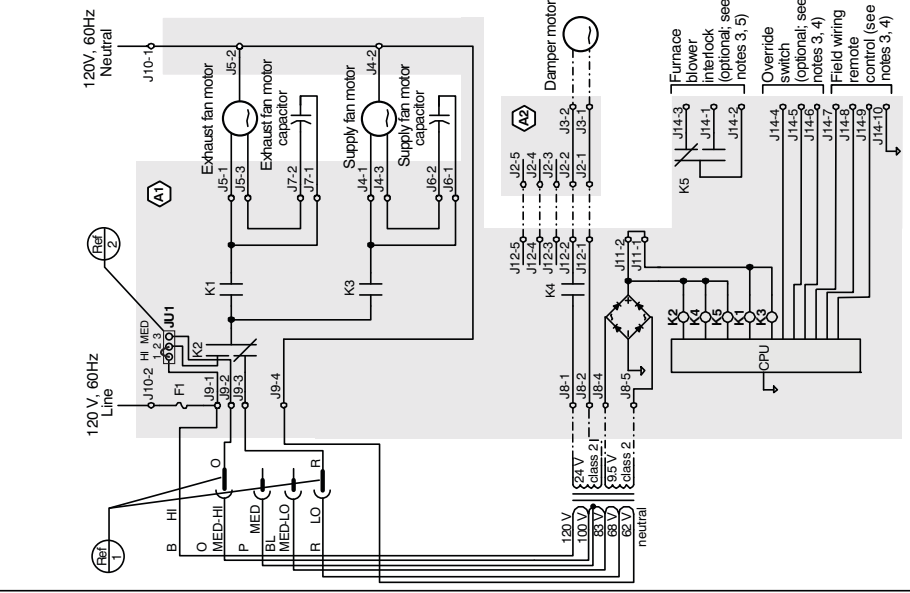 120V, 60Hz
Neutral
J10-1
J5-2
J4-2
Exhaust fan motor
Exhaust fan motor
capacitor
Supply fan motor
Supply fan motor
capacitor
J5-1
J5-3
J7-2
J7-1
J4-1
J4-3
J6-2
J6-1
A1
Ref
2
K1
K3
HI MED
1 2 3
JU1
K2
120 V, 60Hz
Line
J10-2
F1
J9-1
J9-2
J9-3
J9-4
Ref
1
B
HI
O
MED-HI
O
P
MED
BL
MED-LO
R
LO
R
Damper motor
A2
J3-2
J3-1
J2-5
J2-4
J2-3
J2-2
J2-1
J12-5
J12-4
J12-3
J12-2
J12-1
K4
J11-2
J11-1
J8-1
J8-2
J8-4
J8-5
24 V
class 2
9.5 V
class 2
120 V
100 V
83 V
68 V
62 V
neutral
Furnace
blower
interlock
(optional; see
notes 3, 5)
Override
switch
(optional; see
notes 3, 4)
Field wiring
remote
control (see
notes 3, 4)
J14-3
J14-1
J14-2
K5
J14-4
J14-5
J14-6
J14-7
J14-8
J14-9
J14-10
K2
K4
K5
K1
K3
CPU